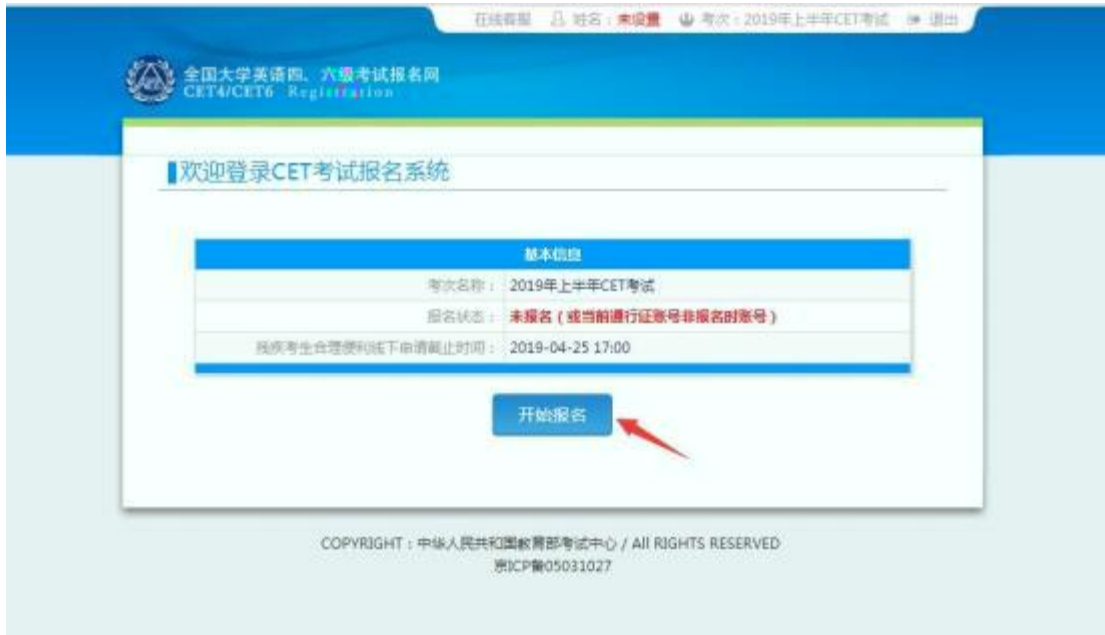 在线客服 姓名：未设置 考次：2019年上半年CET考试 退出
全国大学英语四、六级考试报名网
CET4/CET6 Registration
欢迎登录CET考试报名系统
基本信息
考次名称： 2019年上半年CET考试
报名状态： 未报名（或当前通行证账号非报名时账号）
残疾考生合理便利线下申请截止时间： 2019-04-25 17:00
开始报名
COPYRIGHT：中华人民共和国教育部考试中心 / All RIGHTS RESERVED
京ICP备05031027